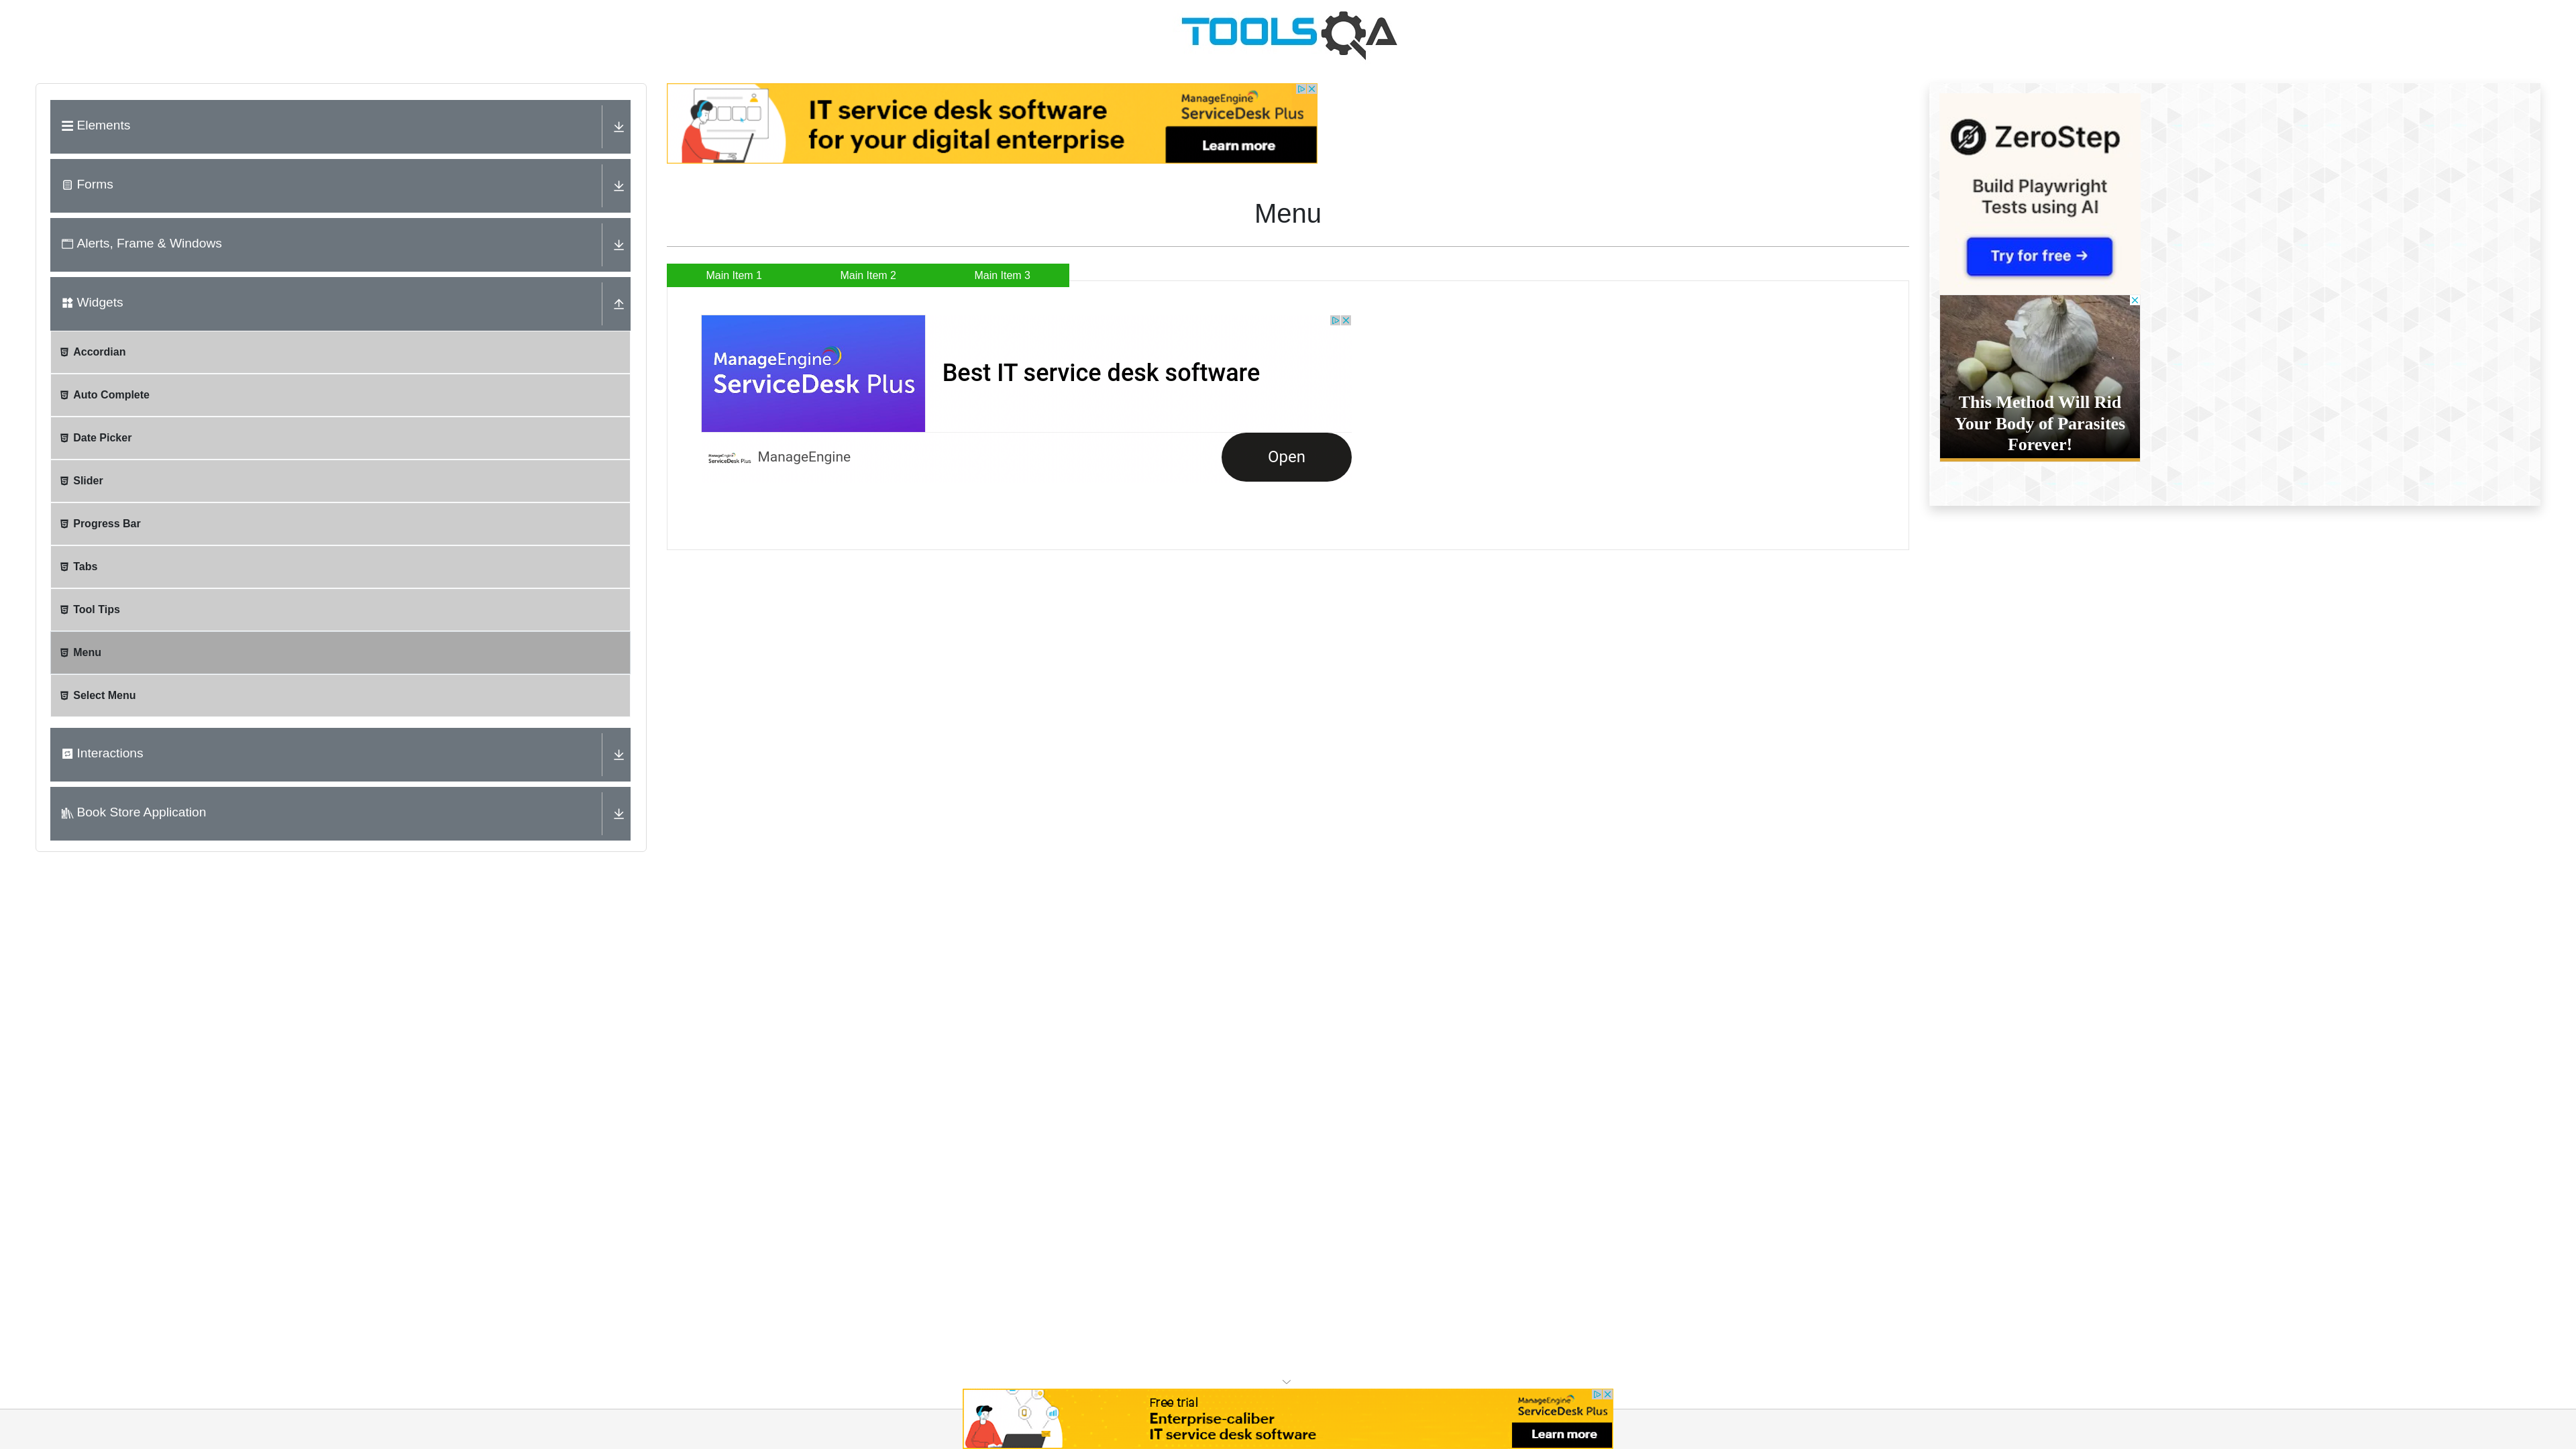 TOOLSQA
Elements
Forms
Alerts, Frame & Windows
Widgets
Accordian
Auto Complete
Date Picker
Slider
Progress Bar
Tabs
Tool Tips
Menu
Select Menu
Interactions
Book Store Application
IT service desk software
for your digital enterprise
ManageEngine
ServiceDesk Plus
Learn more
Menu
Main Item 1
Main Item 2
Main Item 3
ManageEngine
ServiceDesk Plus
Best IT service desk software
ManageEngine
ServiceDesk Plus
ManageEngine
Open
ZeroStep
Build Playwright
Tests using AI
Try for free →
This Method Will Rid
Your Body of Parasites
Forever!
Free trial
Enterprise-caliber
IT service desk software
ManageEngine
ServiceDesk Plus
Learn more